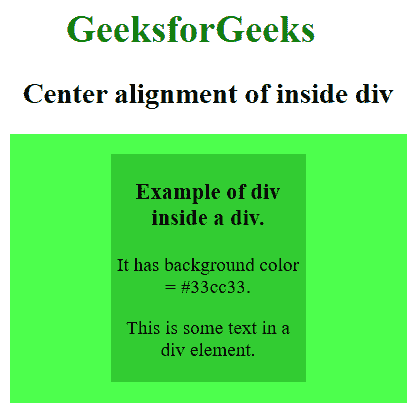 GeeksforGeeks
Center alignment of inside div
Example of div
inside a div.
It has background color
= #33cc33.
This is some text in a
div element.